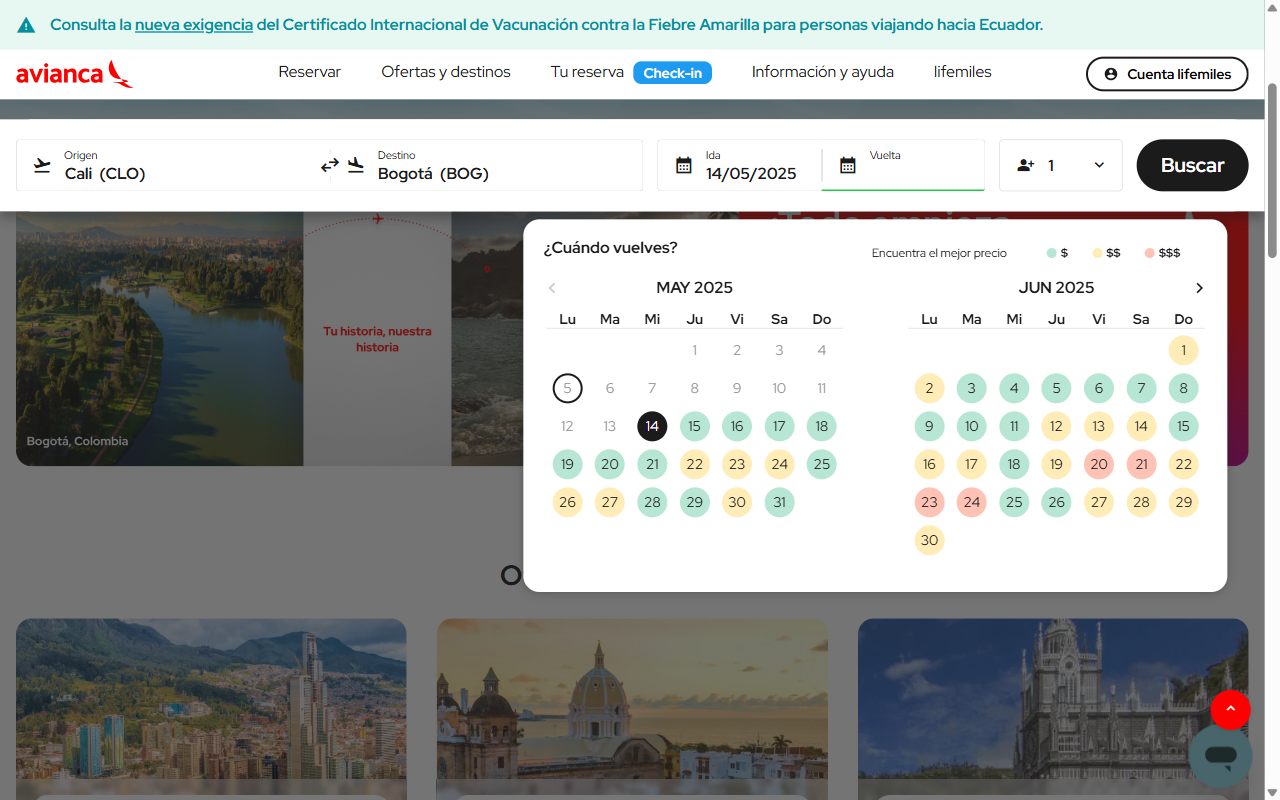 Consulta la nueva exigencia del Certificado Internacional de Vacunación contra la Fiebre Amarilla para personas viajando hacia Ecuador.
avianca
Reservar Ofertas y destinos Tu reserva Check-in Información y ayuda lifemiles
Cuenta lifemiles
Origen
Cali (CLO)
Destino
Bogotá (BOG)
Ida
14/05/2025
Vuelta
1
Buscar
Tu historia, nuestra
historia
Bogotá, Colombia
¿Cuándo vuelves?
Encuentra el mejor precio $ $$ $$$
MAY 2025
Lu Ma Mi Ju Vi Sa Do
1 2 3 4
5 6 7 8 9 10 11
12 13 14 15 16 17 18
19 20 21 22 23 24 25
26 27 28 29 30 31
JUN 2025
Lu Ma Mi Ju Vi Sa Do
1
2 3 4 5 6 7 8
9 10 11 12 13 14 15
16 17 18 19 20 21 22
23 24 25 26 27 28 29
30